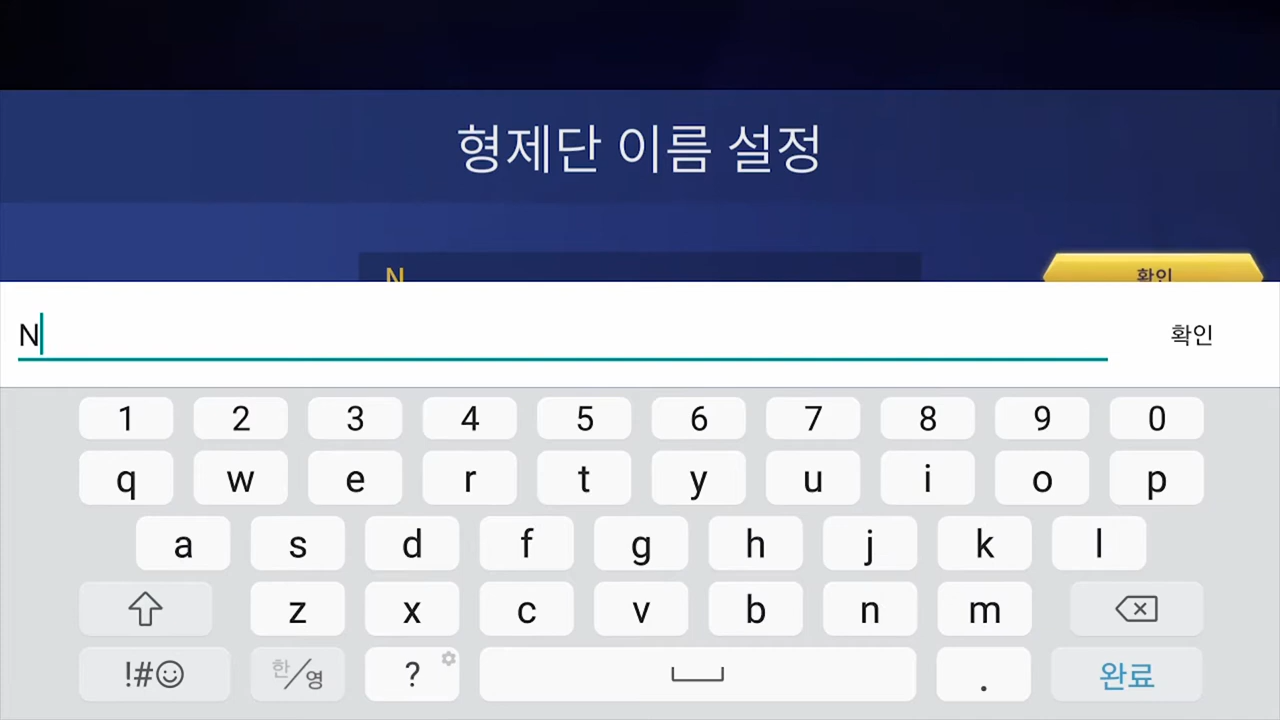 형제단 이름 설정
N
확인
N
확인
1 2 3 4 5 6 7 8 9 0
q w e r t y u i o p
a s d f g h j k l
z x c v b n m
!#☺ 한/영 ? . 완료